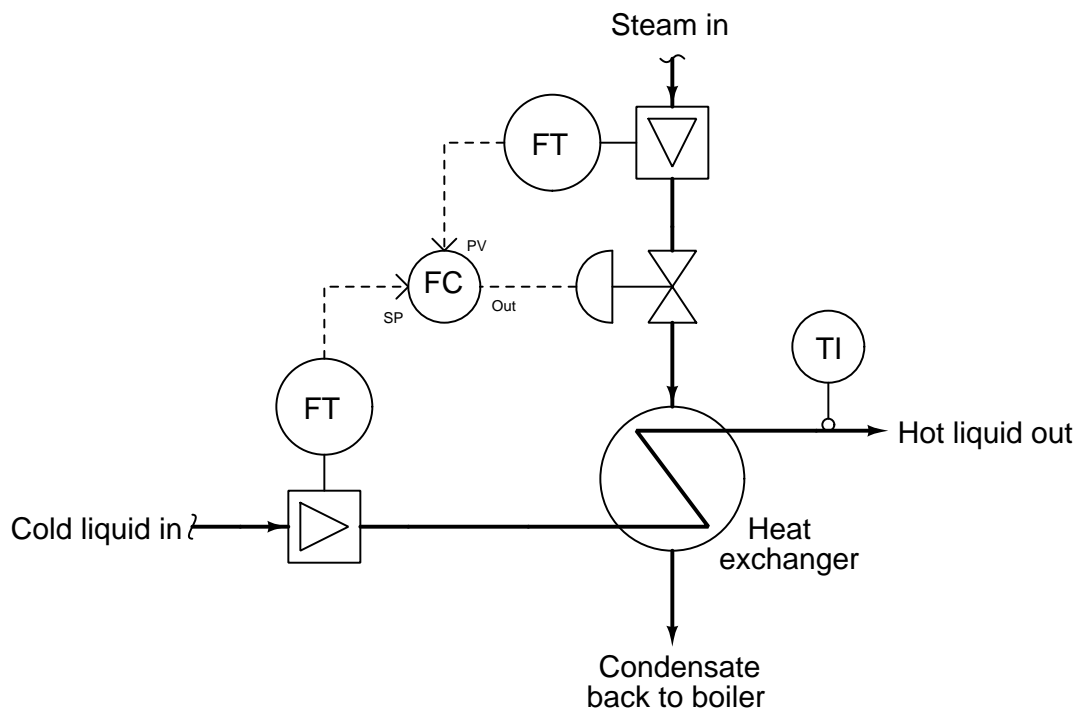 Steam in
FT
PV
FC
SP
Out
TI
FT
Hot liquid out
Cold liquid in
Heat
exchanger
Condensate
back to boiler